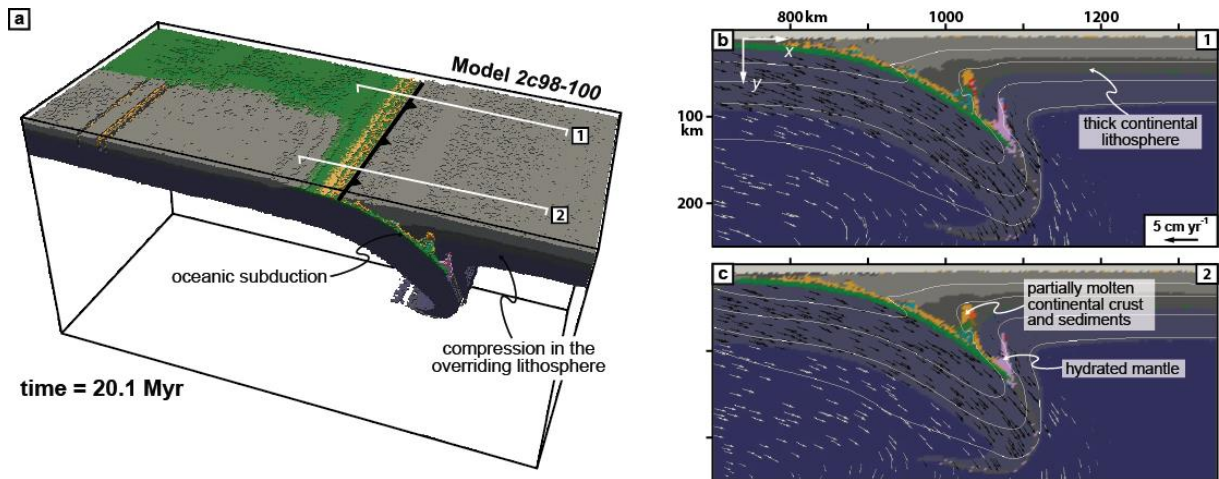 a
Model 2c98-100
1
2
oceanic subduction
compression in the
overriding lithosphere
time = 20.1 Myr
800 km
1000
1200
b
1
x
y
100
km
thick continental
lithosphere
200
5 cm yr-1
c
2
partially molten
continental crust
and sediments
hydrated mantle